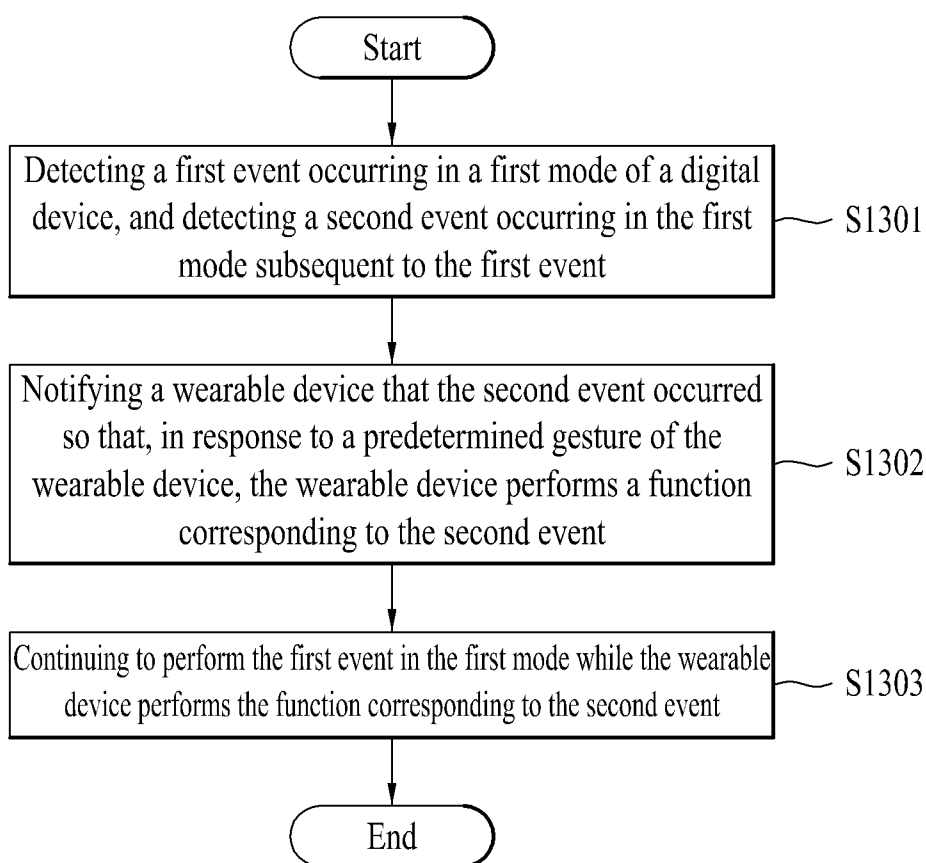 Start
Detecting a first event occurring in a first mode of a digital
device, and detecting a second event occurring in the first
mode subsequent to the first event
S1301
Notifying a wearable device that the second event occurred
so that, in response to a predetermined gesture of the
wearable device, the wearable device performs a function
corresponding to the second event
S1302
Continuing to perform the first event in the first mode while the wearable
device performs the function corresponding to the second event
S1303
End